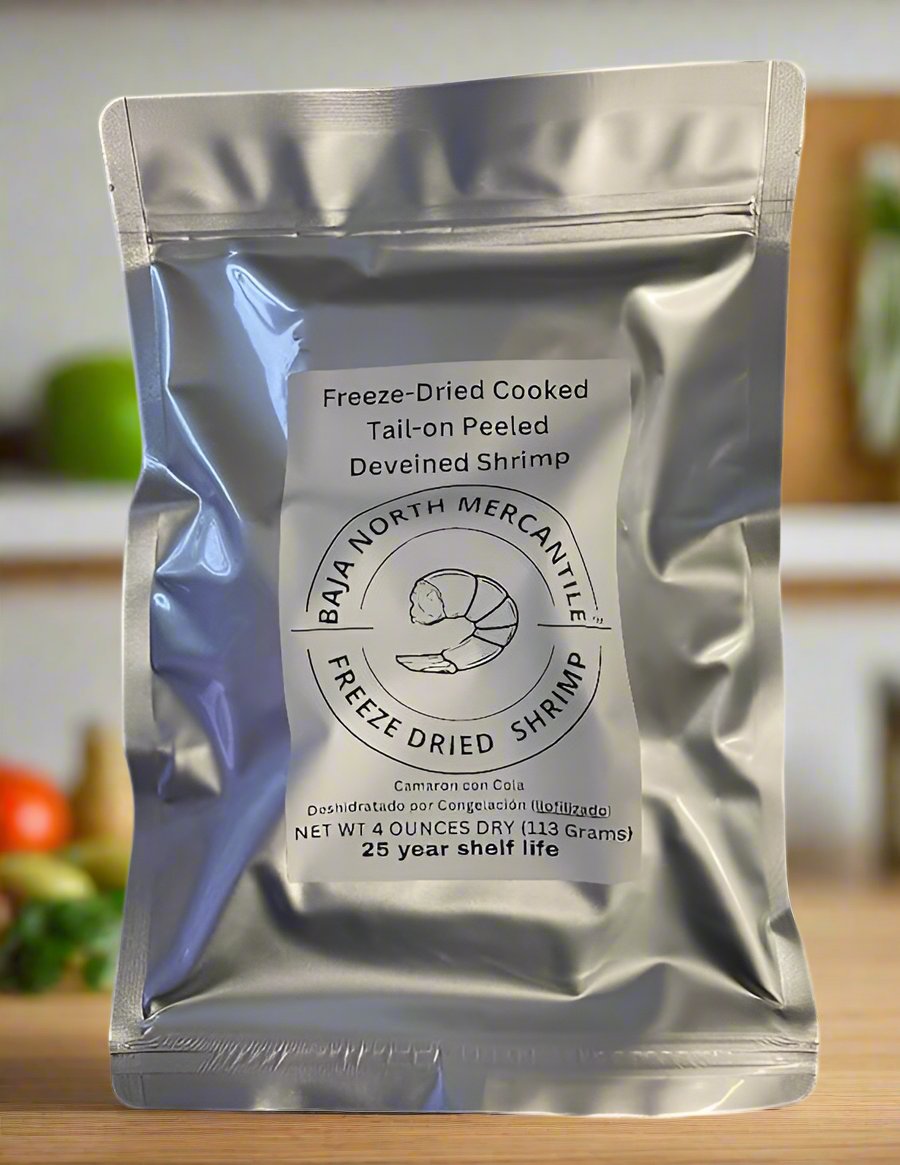 Freeze-Dried Cooked
Tail-on Peeled
Deveined Shrimp
BAJA NORTH MERCANTILE
FREEZE DRIED SHRIMP
Camaron con Cola
Deshidratado por Congelación (liofilizado)
NET WT 4 OUNCES DRY (113 Grams)
25 year shelf life